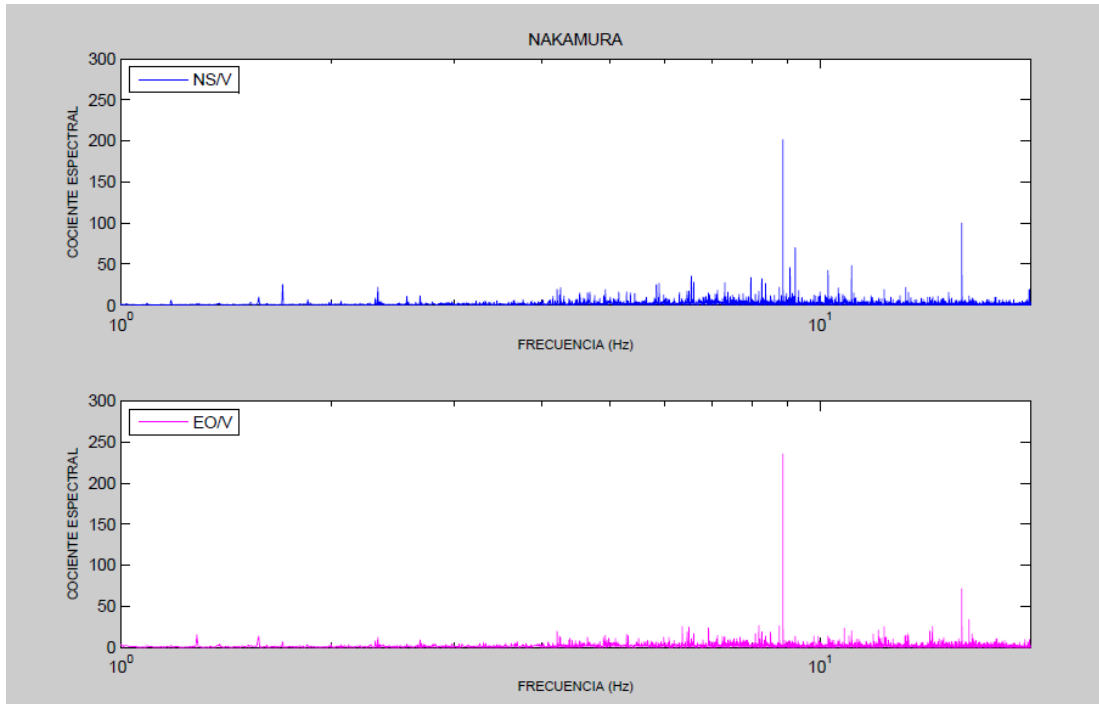 NAKAMURA
300
250
200
150
100
50
0
COCIENTE ESPECTRAL
NS/V
10^0
10^1
FRECUENCIA (Hz)
300
250
200
150
100
50
0
COCIENTE ESPECTRAL
EO/V
10^0
10^1
FRECUENCIA (Hz)